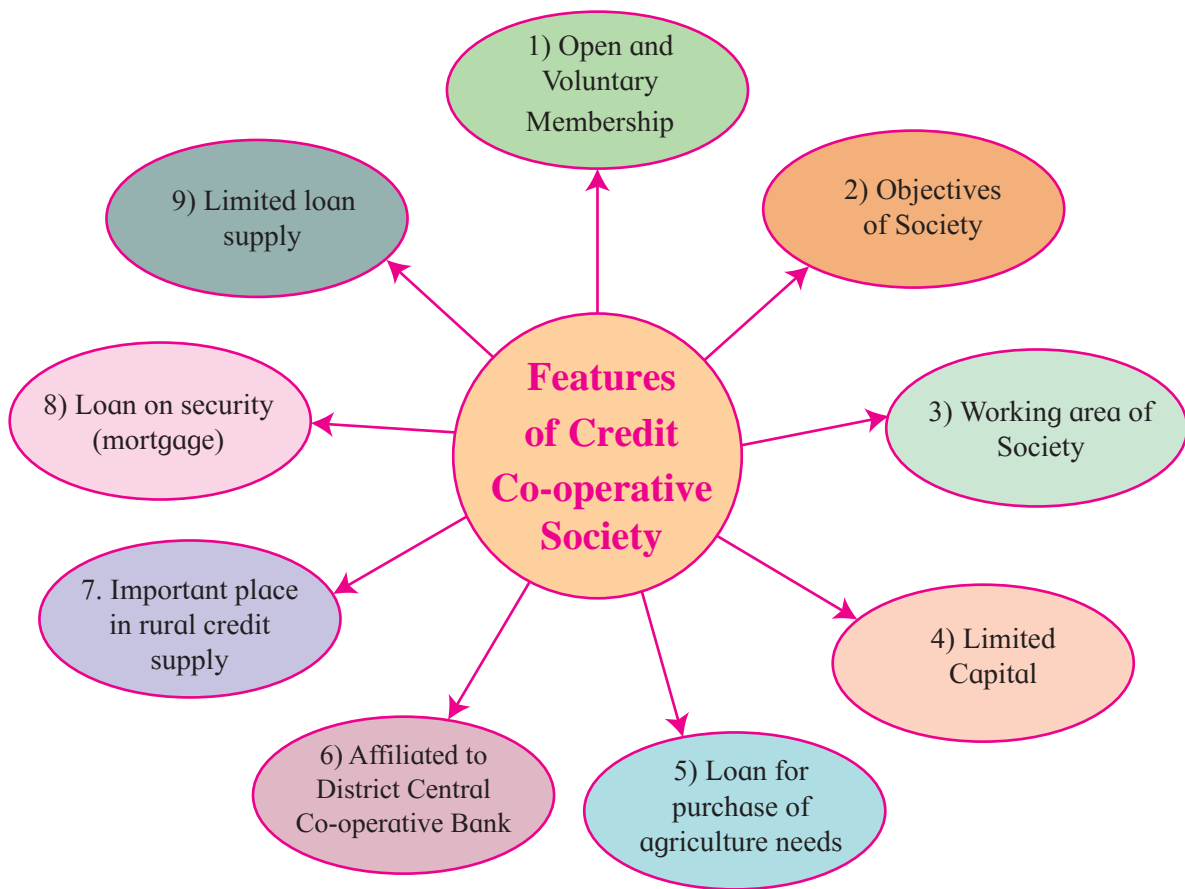 1) Open and
Voluntary
Membership
2) Objectives
of Society
3) Working area of
Society
4) Limited
Capital
5) Loan for
purchase of
agriculture needs
6) Affiliated to
District Central
Co-operative Bank
7. Important place
in rural credit
supply
8) Loan on security
(mortgage)
9) Limited loan
supply
Features
of Credit
Co-operative
Society